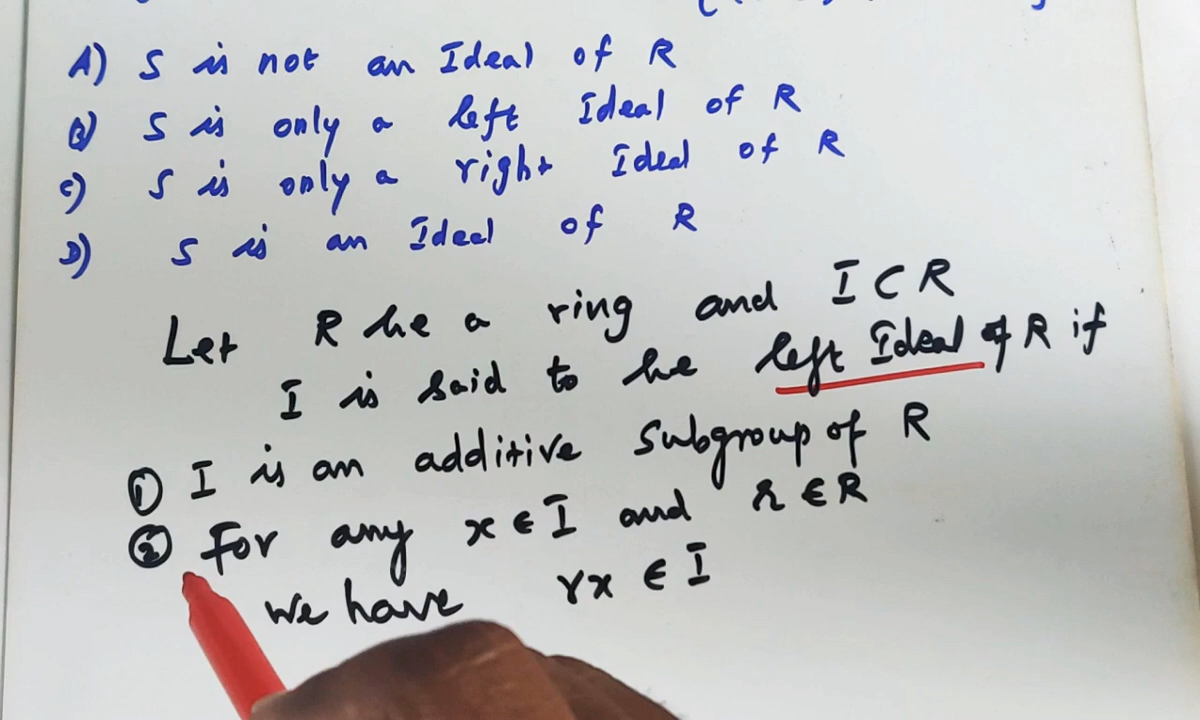 A) S is not an Ideal of R
B) S is only a left Ideal of R
C) S is only a right Ideal of R
D) S is an Ideal of R
Let R be a ring and I ⊂ R
I is said to be left Ideal of R if
① I is an additive subgroup of R
② For any x ∈ I and r ∈ R
we have rx ∈ I